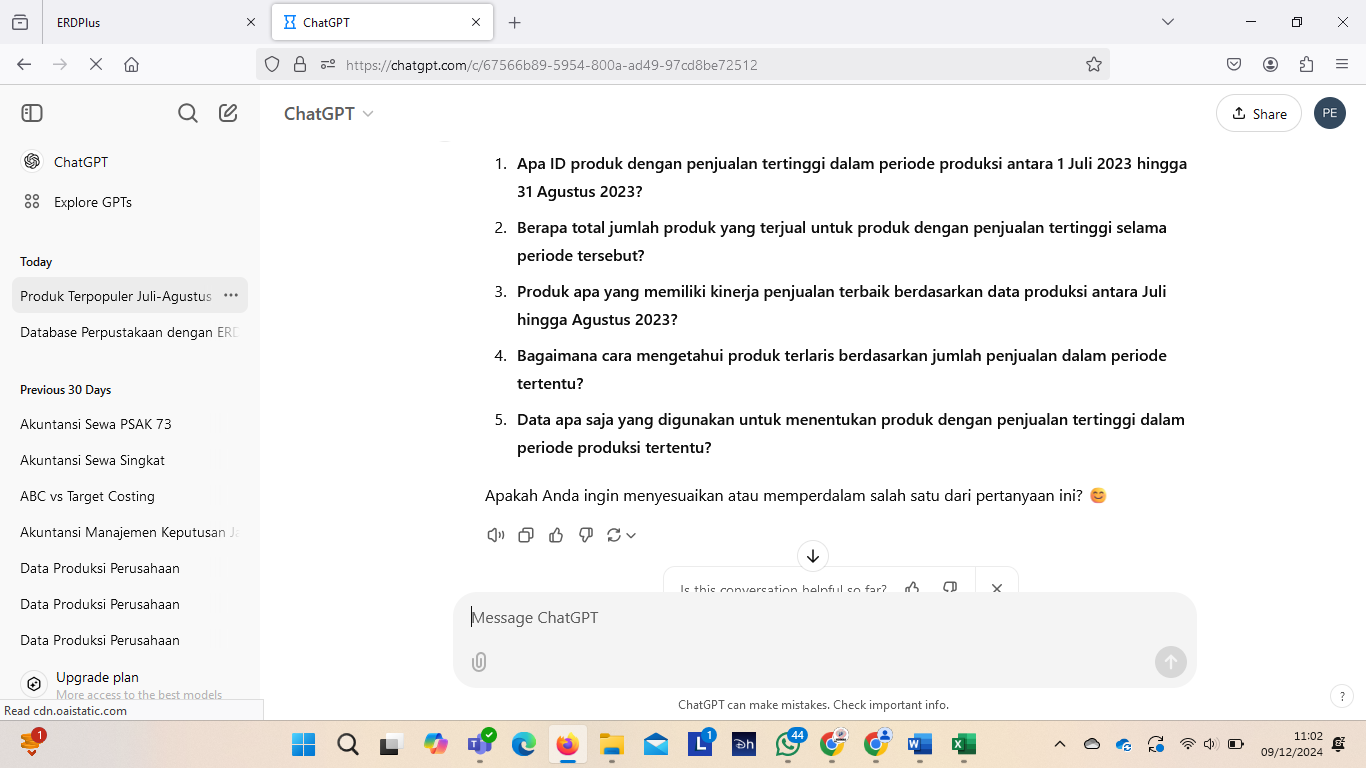 ERDPlus
ChatGPT
https://chatgpt.com/c/67566b89-5954-800a-ad49-97cd8be72512
ChatGPT
Share
PE
ChatGPT
Explore GPTs
Today
Produk Terpopuler Juli-Agustus
Database Perpustakaan dengan ERD
Previous 30 Days
Akuntansi Sewa PSAK 73
Akuntansi Sewa Singkat
ABC vs Target Costing
Akuntansi Manajemen Keputusan Ja
Data Produksi Perusahaan
Data Produksi Perusahaan
Data Produksi Perusahaan
Upgrade plan
More access to the best models
Read cdn.oaistatic.com
1. Apa ID produk dengan penjualan tertinggi dalam periode produksi antara 1 Juli 2023 hingga
31 Agustus 2023?
2. Berapa total jumlah produk yang terjual untuk produk dengan penjualan tertinggi selama
periode tersebut?
3. Produk apa yang memiliki kinerja penjualan terbaik berdasarkan data produksi antara Juli
hingga Agustus 2023?
4. Bagaimana cara mengetahui produk terlaris berdasarkan jumlah penjualan dalam periode
tertentu?
5. Data apa saja yang digunakan untuk menentukan produk dengan penjualan tertinggi dalam
periode produksi tertentu?
Apakah Anda ingin menyesuaikan atau memperdalam salah satu dari pertanyaan ini? 😊
Is this conversation helpful so far?
Message ChatGPT
ChatGPT can make mistakes. Check important info.
?
1
L
1
Dh
44
11:02
09/12/2024